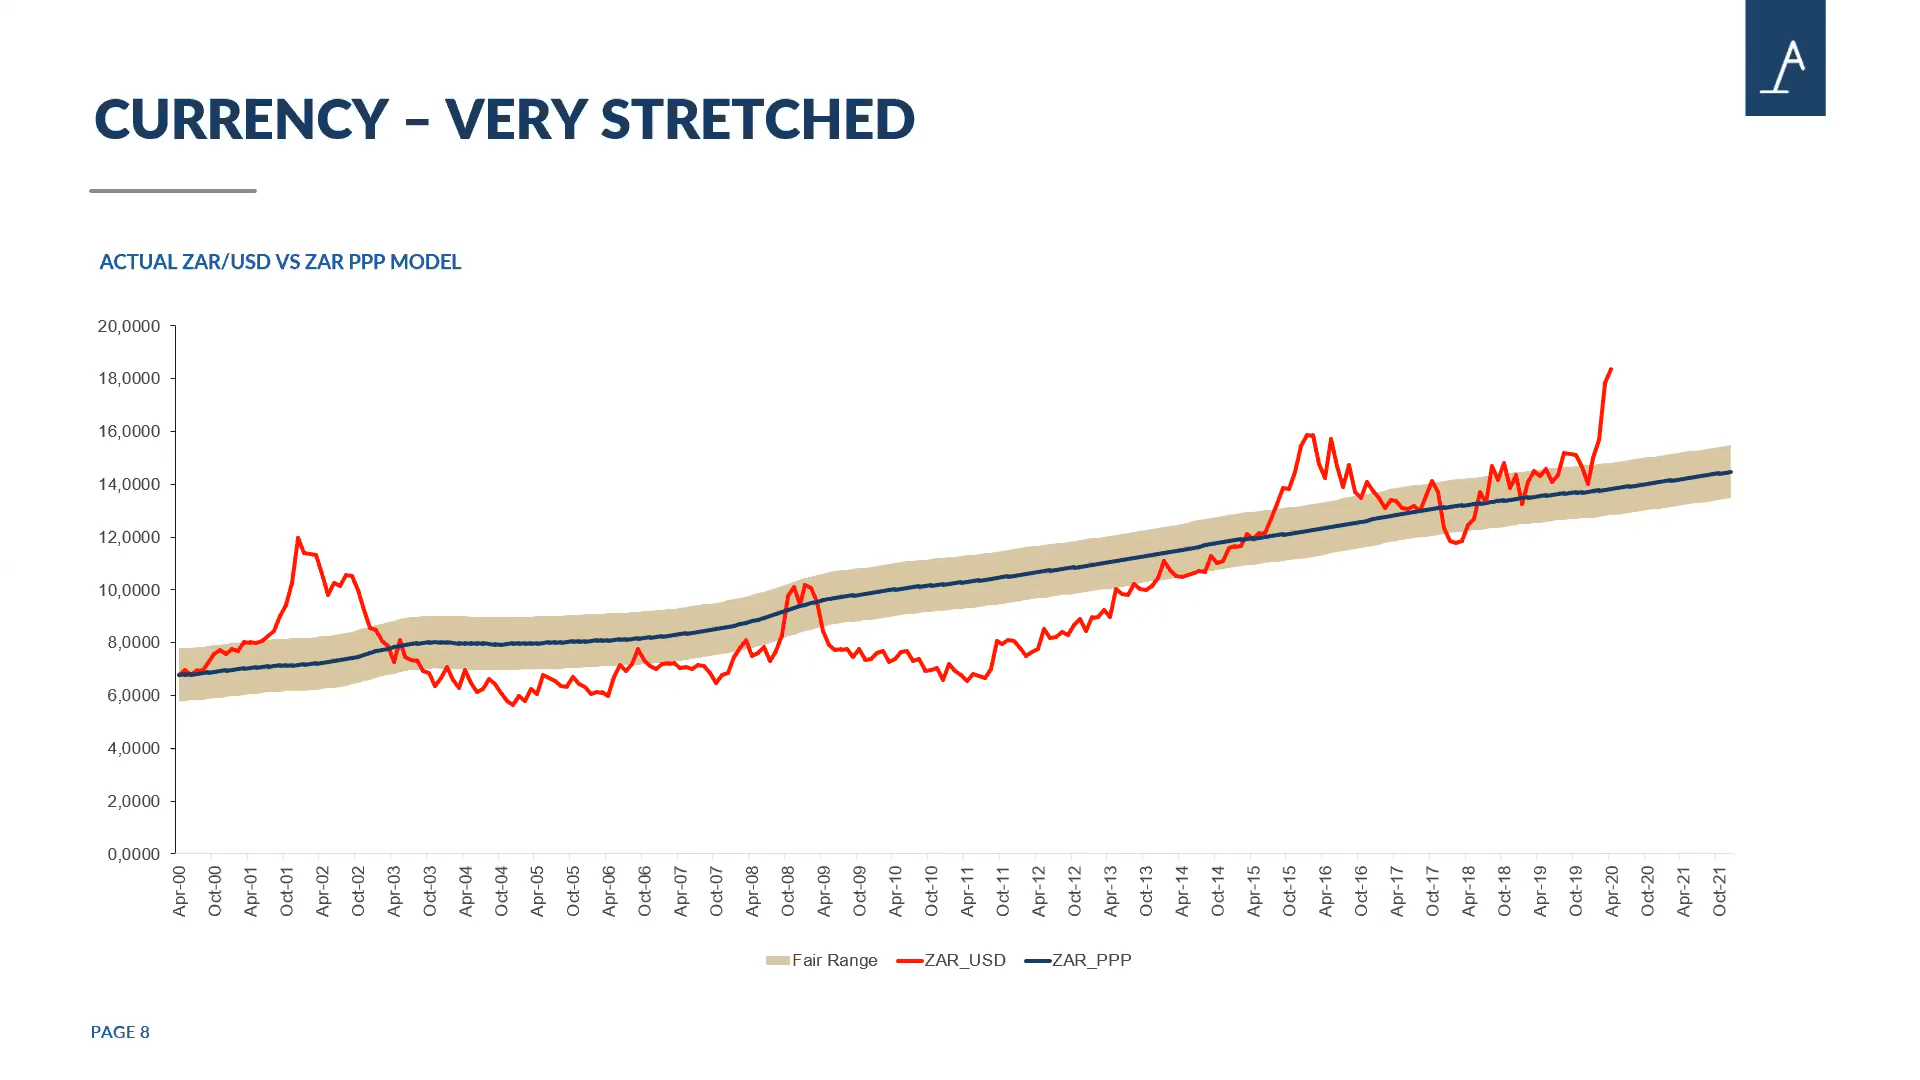 CURRENCY – VERY STRETCHED
ACTUAL ZAR/USD VS ZAR PPP MODEL
20,0000
18,0000
16,0000
14,0000
12,0000
10,0000
8,0000
6,0000
4,0000
2,0000
0,0000
Apr-00
Oct-00
Apr-01
Oct-01
Apr-02
Oct-02
Apr-03
Oct-03
Apr-04
Oct-04
Apr-05
Oct-05
Apr-06
Oct-06
Apr-07
Oct-07
Apr-08
Oct-08
Apr-09
Oct-09
Apr-10
Oct-10
Apr-11
Oct-11
Apr-12
Oct-12
Apr-13
Oct-13
Apr-14
Oct-14
Apr-15
Oct-15
Apr-16
Oct-16
Apr-17
Oct-17
Apr-18
Oct-18
Apr-19
Oct-19
Apr-20
Oct-20
Apr-21
Oct-21
Fair Range ZAR_USD ZAR_PPP
PAGE 8